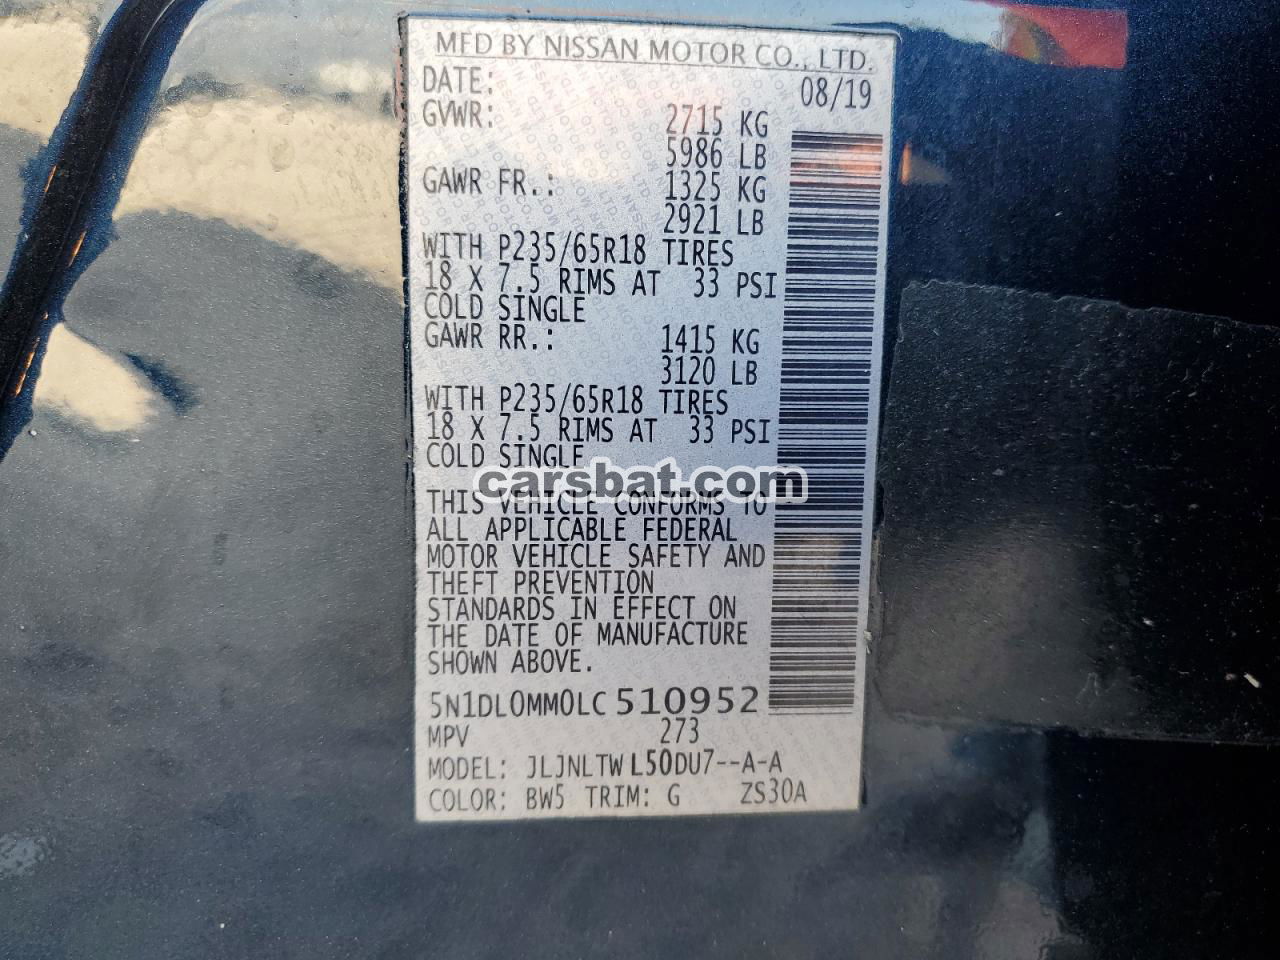 MFD BY NISSAN MOTOR CO., LTD.
DATE: 08/19
GVWR: 2715 KG
5986 LB
GAWR FR.: 1325 KG
2921 LB
WITH P235/65R18 TIRES
18 X 7.5 RIMS AT 33 PSI
COLD SINGLE
GAWR RR.: 1415 KG
3120 LB
WITH P235/65R18 TIRES
18 X 7.5 RIMS AT 33 PSI
COLD SINGLE
carsbat.com
THIS VEHICLE CONFORMS TO
ALL APPLICABLE FEDERAL
MOTOR VEHICLE SAFETY AND
THEFT PREVENTION
STANDARDS IN EFFECT ON
THE DATE OF MANUFACTURE
SHOWN ABOVE.
5N1DL0MM0LC510952
MPV 273
MODEL: JLJNLTWL50DU7--A-A
COLOR: BW5 TRIM: G ZS30A